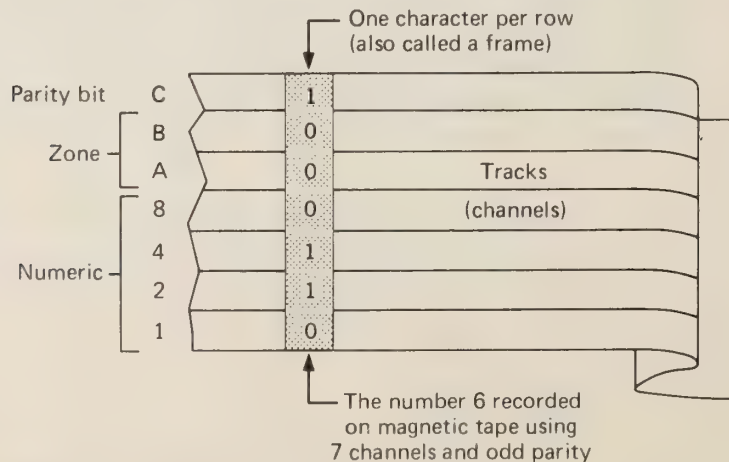 One character per row
(also called a frame)
Parity bit C 1
B 0
Zone
A 0 Tracks
8 0 (channels)
4 1
Numeric
2 1
1 0
The number 6 recorded
on magnetic tape using
7 channels and odd parity